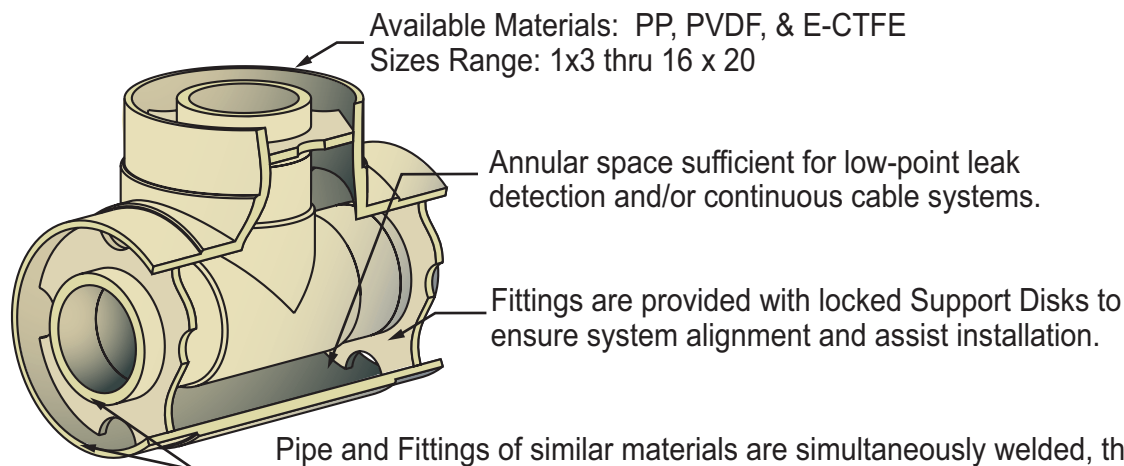 Available Materials: PP, PVDF, & E-CTFE
Sizes Range: 1x3 thru 16 x 20
Annular space sufficient for low-point leak
detection and/or continuous cable systems.
Fittings are provided with locked Support Disks to
ensure system alignment and assist installation.
Pipe and Fittings of similar materials are simultaneously welded, th